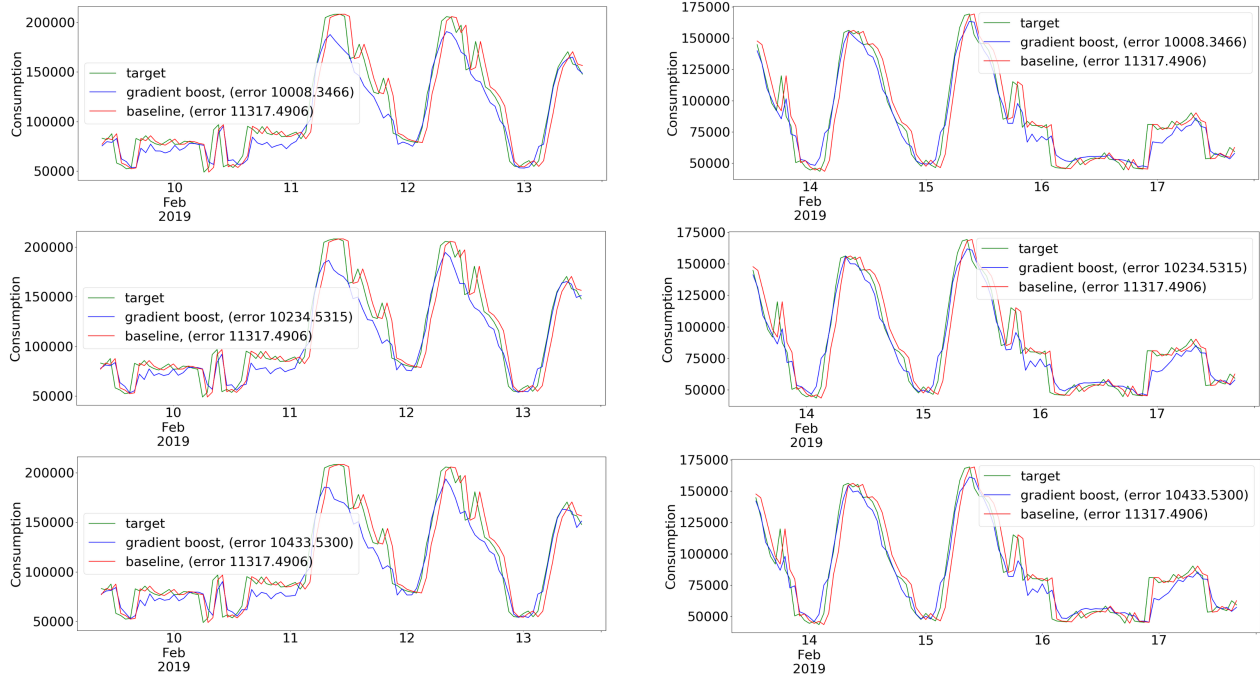 200000
150000
100000
50000
Consumption
target
gradient boost, (error 10008.3466)
baseline, (error 11317.4906)
10
11
12
13
Feb
2019
175000
150000
125000
100000
75000
50000
Consumption
target
gradient boost, (error 10008.3466)
baseline, (error 11317.4906)
14
15
16
17
Feb
2019
200000
150000
100000
50000
Consumption
target
gradient boost, (error 10234.5315)
baseline, (error 11317.4906)
10
11
12
13
Feb
2019
175000
150000
125000
100000
75000
50000
Consumption
target
gradient boost, (error 10234.5315)
baseline, (error 11317.4906)
14
15
16
17
Feb
2019
200000
150000
100000
50000
Consumption
target
gradient boost, (error 10433.5300)
baseline, (error 11317.4906)
10
11
12
13
Feb
2019
175000
150000
125000
100000
75000
50000
Consumption
target
gradient boost, (error 10433.5300)
baseline, (error 11317.4906)
14
15
16
17
Feb
2019